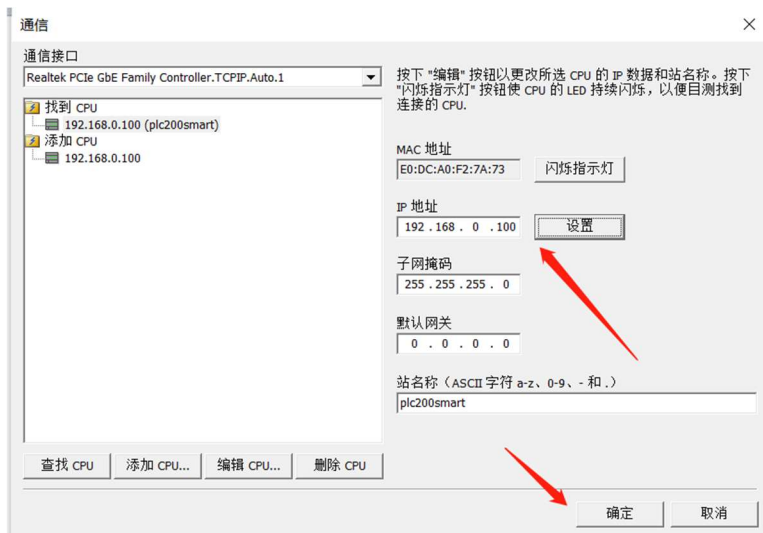 通信
通信接口
Realtek PCIe GbE Family Controller.TCPIP.Auto.1
找到 CPU
192.168.0.100 (plc200smart)
添加 CPU
192.168.0.100
按下 "编辑" 按钮以更改所选 CPU 的 IP 数据和站名称。按下
"闪烁指示灯" 按钮使 CPU 的 LED 持续闪烁，以便目测找到
连接的 CPU.
MAC 地址
E0:DC:A0:F2:7A:73
闪烁指示灯
IP 地址
192 . 168 . 0 . 100
设置
子网掩码
255 . 255 . 255 . 0
默认网关
0 . 0 . 0 . 0
站名称（ASCII 字符 a-z、0-9、- 和 .）
plc200smart
查找 CPU
添加 CPU...
编辑 CPU...
删除 CPU
确定
取消